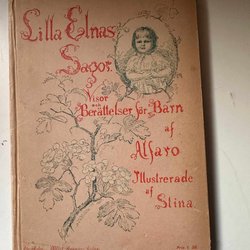 Lilla Elnas
Sagor.
Visor
och
Berättelser för Barn
af
Alfaro
Illustrerade
af
Stina.